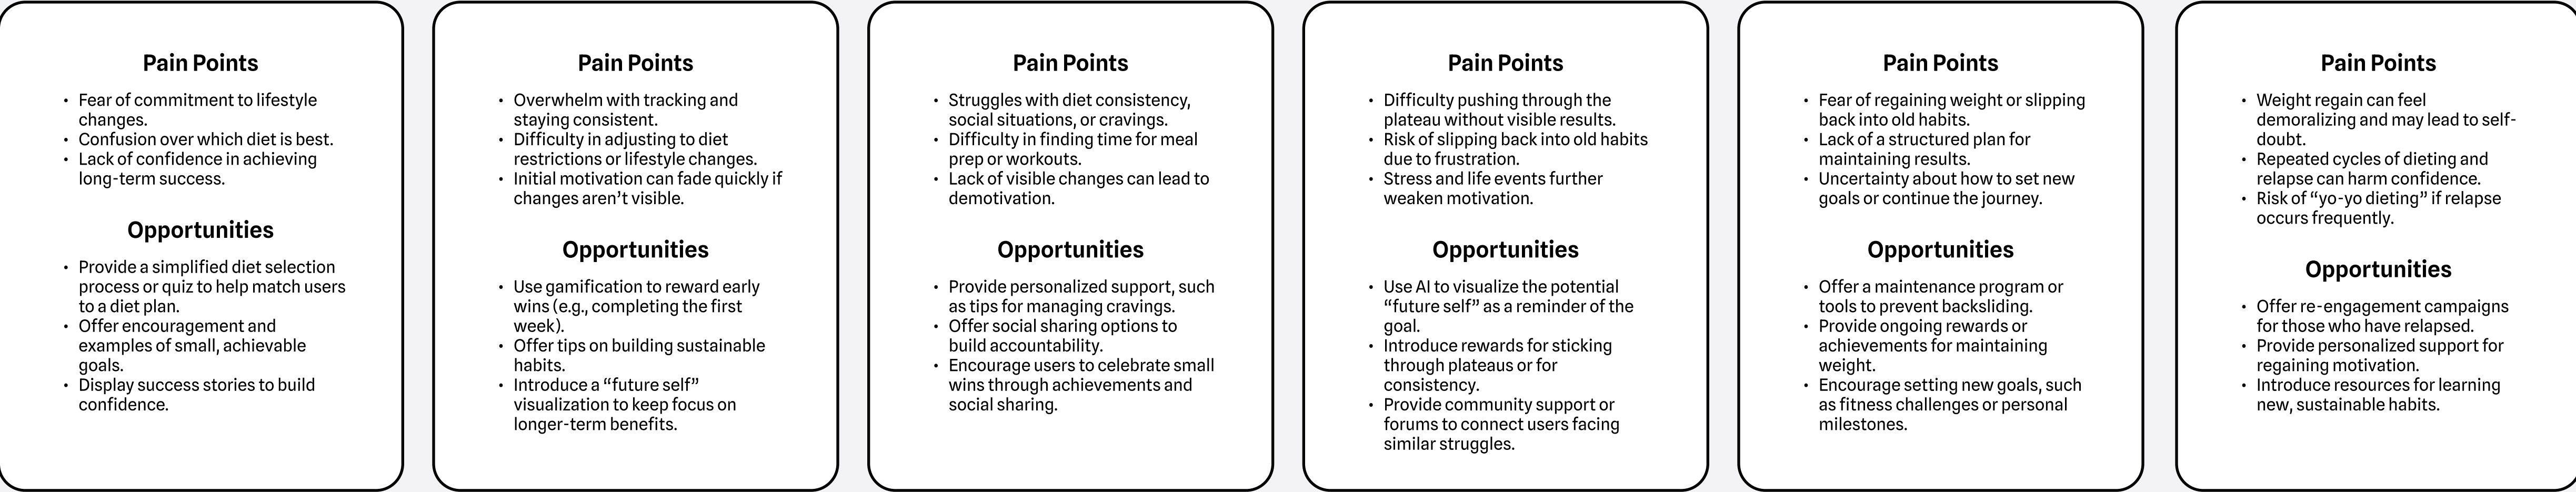 Pain Points
• Fear of commitment to lifestyle
changes.
• Confusion over which diet is best.
• Lack of confidence in achieving
long-term success.
Opportunities
• Provide a simplified diet selection
process or quiz to help match users
to a diet plan.
• Offer encouragement and
examples of small, achievable
goals.
• Display success stories to build
confidence.
Pain Points
• Overwhelm with tracking and
staying consistent.
• Difficulty in adjusting to diet
restrictions or lifestyle changes.
• Initial motivation can fade quickly if
changes aren’t visible.
Opportunities
• Use gamification to reward early
wins (e.g., completing the first
week).
• Offer tips on building sustainable
habits.
• Introduce a “future self”
visualization to keep focus on
longer-term benefits.
Pain Points
• Struggles with diet consistency,
social situations, or cravings.
• Difficulty in finding time for meal
prep or workouts.
• Lack of visible changes can lead to
demotivation.
Opportunities
• Provide personalized support, such
as tips for managing cravings.
• Offer social sharing options to
build accountability.
• Encourage users to celebrate small
wins through achievements and
social sharing.
Pain Points
• Difficulty pushing through the
plateau without visible results.
• Risk of slipping back into old habits
due to frustration.
• Stress and life events further
weaken motivation.
Opportunities
• Use AI to visualize the potential
“future self” as a reminder of the
goal.
• Introduce rewards for sticking
through plateaus or for
consistency.
• Provide community support or
forums to connect users facing
similar struggles.
Pain Points
• Fear of regaining weight or slipping
back into old habits.
• Lack of a structured plan for
maintaining results.
• Uncertainty about how to set new
goals or continue the journey.
Opportunities
• Offer a maintenance program or
tools to prevent backsliding.
• Provide ongoing rewards or
achievements for maintaining
weight.
• Encourage setting new goals, such
as fitness challenges or personal
milestones.
Pain Points
• Weight regain can feel
demoralizing and may lead to self-
doubt.
• Repeated cycles of dieting and
relapse can harm confidence.
• Risk of “yo-yo dieting” if relapse
occurs frequently.
Opportunities
• Offer re-engagement campaigns
for those who have relapsed.
• Provide personalized support for
regaining motivation.
• Introduce resources for learning
new, sustainable habits.